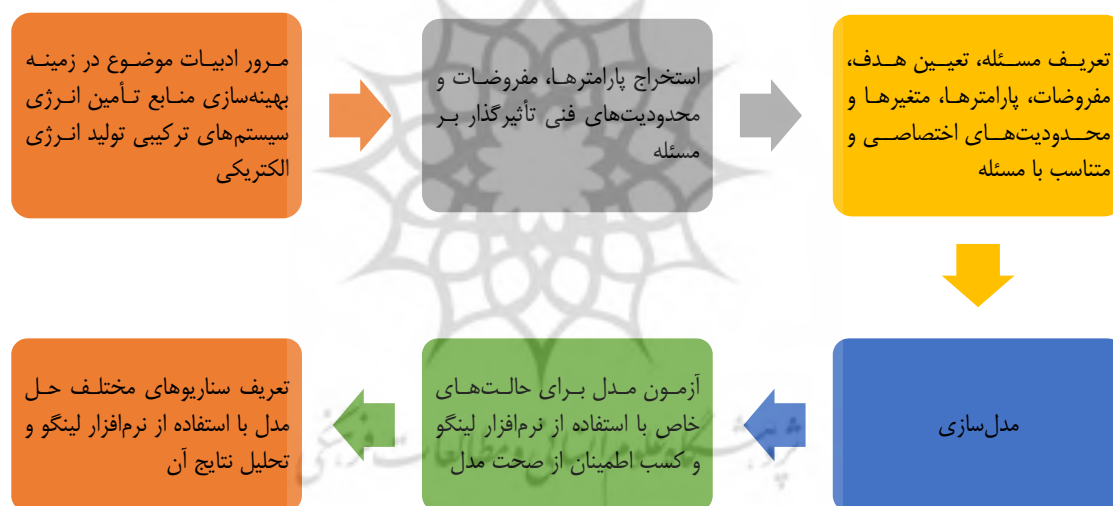 مرور ادبیات موضوع در زمینه
بهینه‌سازی منابع تأمین انرژی
سیستم‌های ترکیبی تولید انرژی
الکتریکی
استخراج پارامترها، مفروضات و
محدودیت‌های فنی تأثیرگذار بر
مسئله
تعریف مسئله، تعیین هدف،
مفروضات، پارامترها، متغیرها و
محدودیت‌های اختصاصی و
متناسب با مسئله
مدل‌سازی
آزمون مدل برای حالت‌های
خاص با استفاده از نرم‌افزار لینگو
و کسب اطمینان از صحت مدل
تعریف سناریوهای مختلف حل
مدل با استفاده از نرم‌افزار لینگو و
تحلیل نتایج آن